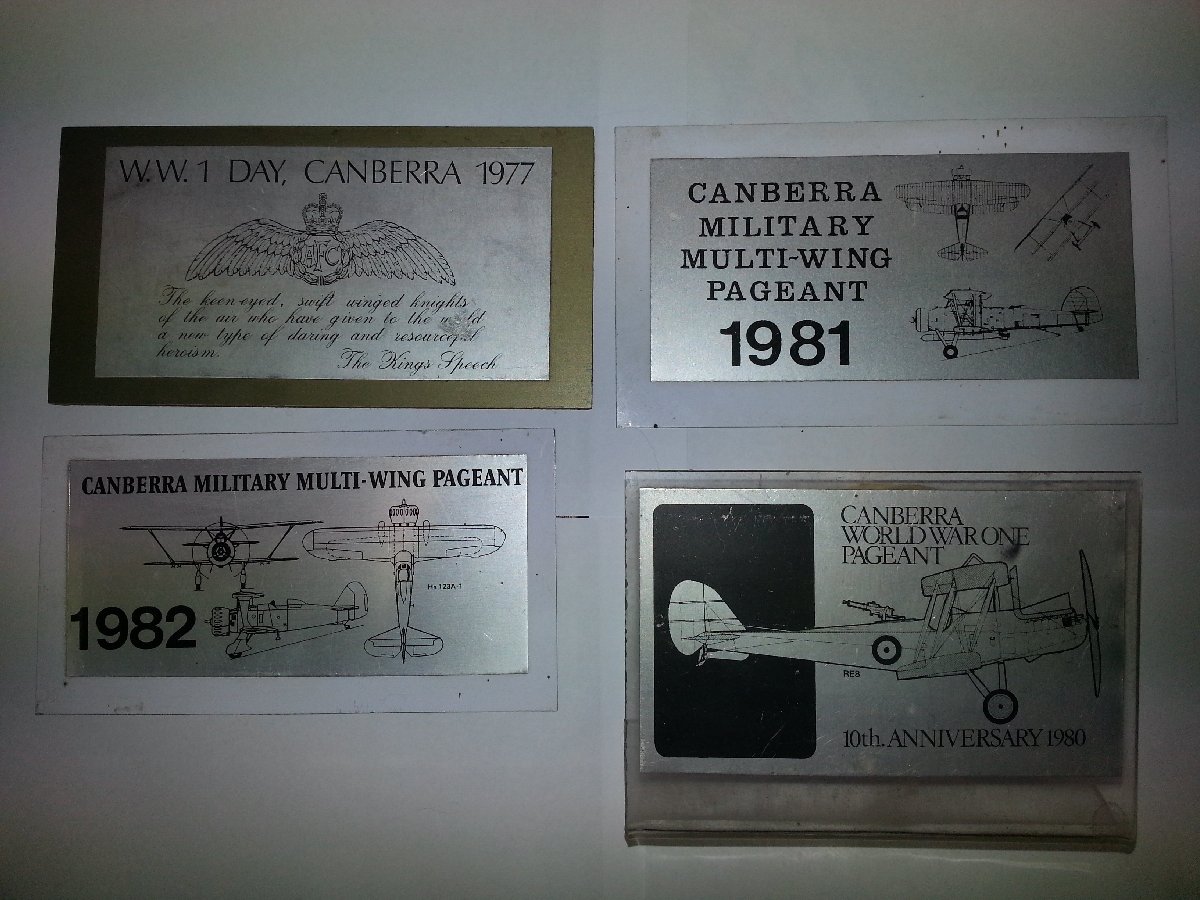 W.W.1 DAY, CANBERRA 1977
AFC
The keen-eyed, swift winged knights
of the air who have given to the world
a new type of daring and resourceful
heroism.
The Kings Speech
CANBERRA
MILITARY
MULTI-WING
PAGEANT
1981
CANBERRA MILITARY MULTI-WING PAGEANT
Hs 123A-1
1982
CANBERRA
WORLD WAR ONE
PAGEANT
RE8
10th. ANNIVERSARY 1980